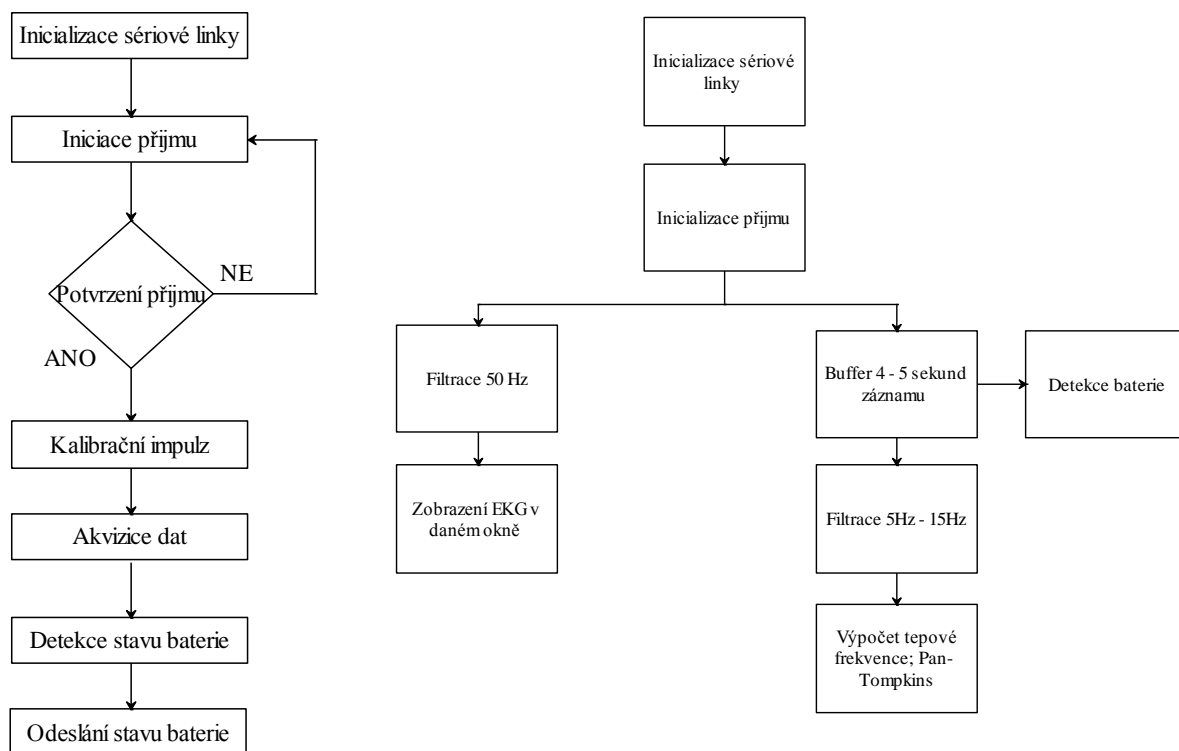 Inicializace sériové linky
Iniciace přijmu
NE
Potvrzení přijmu
ANO
Kalibrační impulz
Akvizice dat
Detekce stavu baterie
Odeslání stavu baterie
Inicializace sériové
linky
Inicializace přijmu
Filtrace 50 Hz
Zobrazení EKG v
daném okně
Buffer 4 - 5 sekund
záznamu
Detekce baterie
Filtrace 5Hz - 15Hz
Výpočet tepové
frekvence; Pan-
Tompkins